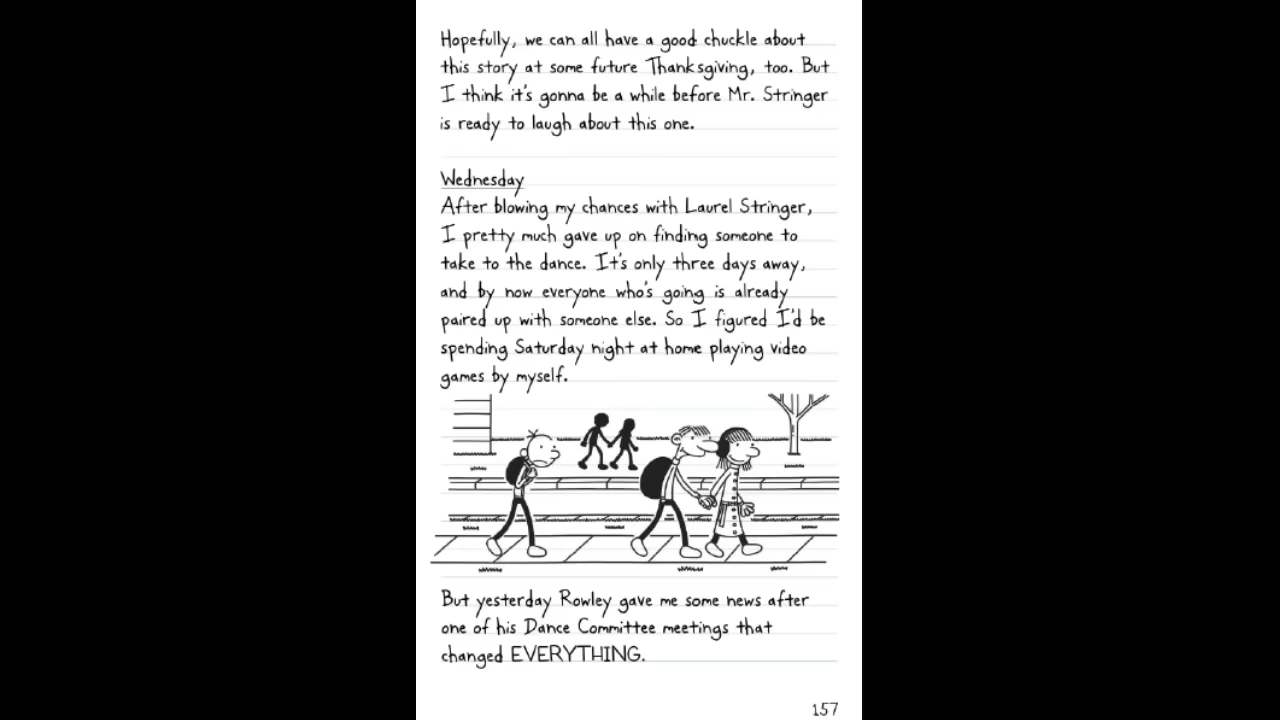 Hopefully, we can all have a good chuckle about
this story at some future Thanksgiving, too. But
I think it's gonna be a while before Mr. Stringer
is ready to laugh about this one.
Wednesday
After blowing my chances with Laurel Stringer,
I pretty much gave up on finding someone to
take to the dance. It's only three days away,
and by now everyone who's going is already
paired up with someone else. So I figured I'd be
spending Saturday night at home playing video
games by myself.
But yesterday Rowley gave me some news after
one of his Dance Committee meetings that
changed EVERYTHING.
157